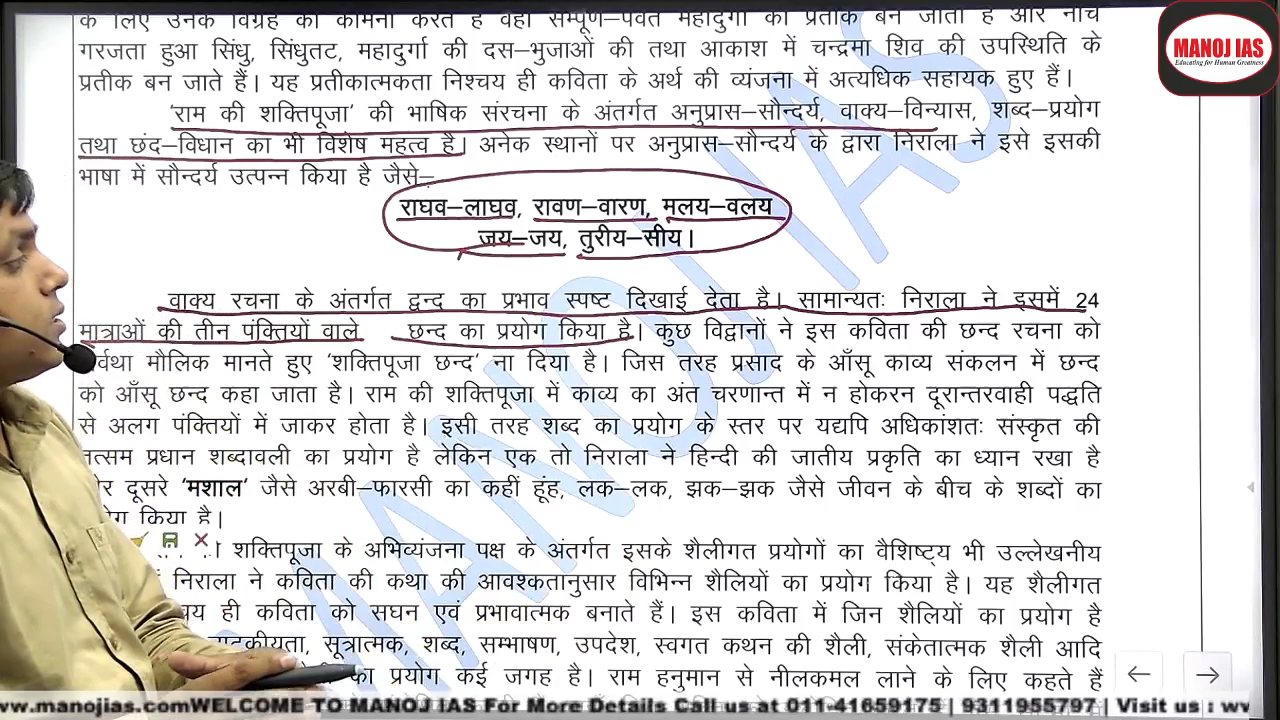 के लिए उनके विग्रह की कामना करते हैं वहीं सम्पूर्ण–पर्वत महादुर्गा का प्रतीक बन जाता है और नीचे
गरजता हुआ सिंधु, सिंधुतट, महादुर्गा की दस–भुजाओं की तथा आकाश में चन्द्रमा शिव की उपस्थिति के
प्रतीक बन जाते हैं। यह प्रतीकात्मकता निश्चय ही कविता के अर्थ की व्यंजना में अत्यधिक सहायक हुए हैं।
MANOJ IAS
Educating for Human Greatness
'राम की शक्तिपूजा' की भाषिक संरचना के अंतर्गत अनुप्रास–सौन्दर्य, वाक्य–विन्यास, शब्द–प्रयोग
तथा छंद–विधान का भी विशेष महत्व है। अनेक स्थानों पर अनुप्रास–सौन्दर्य के द्वारा निराला ने इसे इसकी
भाषा में सौन्दर्य उत्पन्न किया है जैसे–
राघव–लाघव, रावण–वारण, मलय–वलय
जय–जय, तुरीय–सीय।
वाक्य रचना के अंतर्गत द्वन्द का प्रभाव स्पष्ट दिखाई देता है। सामान्यतः निराला ने इसमें 24
मात्राओं की तीन पंक्तियों वाले छन्द का प्रयोग किया है। कुछ विद्वानों ने इस कविता की छन्द रचना को
र्वथा मौलिक मानते हुए 'शक्तिपूजा छन्द' ना दिया है। जिस तरह प्रसाद के आँसू काव्य संकलन में छन्द
को आँसू छन्द कहा जाता है। राम की शक्तिपूजा में काव्य का अंत चरणान्त में न होकरन दूरान्तरवाही पद्धति
से अलग पंक्तियों में जाकर होता है। इसी तरह शब्द का प्रयोग के स्तर पर यद्यपि अधिकांशतः संस्कृत की
त्सम प्रधान शब्दावली का प्रयोग है लेकिन एक तो निराला ने हिन्दी की जातीय प्रकृति का ध्यान रखा है
र दूसरे 'मशाल' जैसे अरबी–फारसी का कहीं हूंह, लक–लक, झक–झक जैसे जीवन के बीच के शब्दों का
ोग किया है।
शक्तिपूजा के अभिव्यंजना पक्ष के अंतर्गत इसके शैलीगत प्रयोगों का वैशिष्ट्य भी उल्लेखनीय
निराला ने कविता की कथा की आवश्कतानुसार विभिन्न शैलियों का प्रयोग किया है। यह शैलीगत
ही कविता को सघन एवं प्रभावात्मक बनाते हैं। इस कविता में जिन शैलियों का प्रयोग है
सूत्रात्मक, शब्द, सम्भाषण, उपदेश, स्वगत कथन की शैली, संकेतात्मक शैली आदि
का प्रयोग कई जगह है। राम हनुमान से नीलकमल लाने के लिए कहते हैं
MANOJ IAS
ww.manojias.comWELCOME TO MANOJ IAS For More Details Call us at 011-41659175 | 9311955797 | Visit us : wv